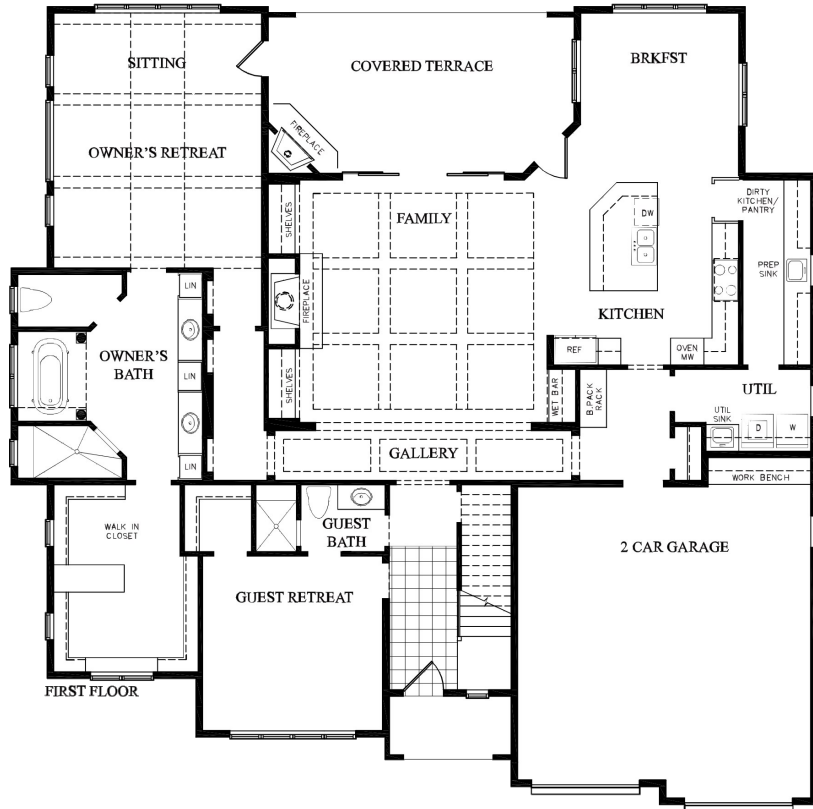 SITTING
COVERED TERRACE
BRKFST
FIREPLACE
OWNER'S RETREAT
DIRTY
KITCHEN/
PANTRY
SHELVES
FAMILY
DW
PREP
SINK
LIN
FIREPLACE
KITCHEN
OWNER'S
BATH
REF
OVEN
MW
LIN
SHELVES
WET BAR
B.PACK
RACK
UTIL
UTIL
SINK
D
W
GALLERY
LIN
WORK BENCH
WALK IN
CLOSET
GUEST
BATH
2 CAR GARAGE
GUEST RETREAT
FIRST FLOOR